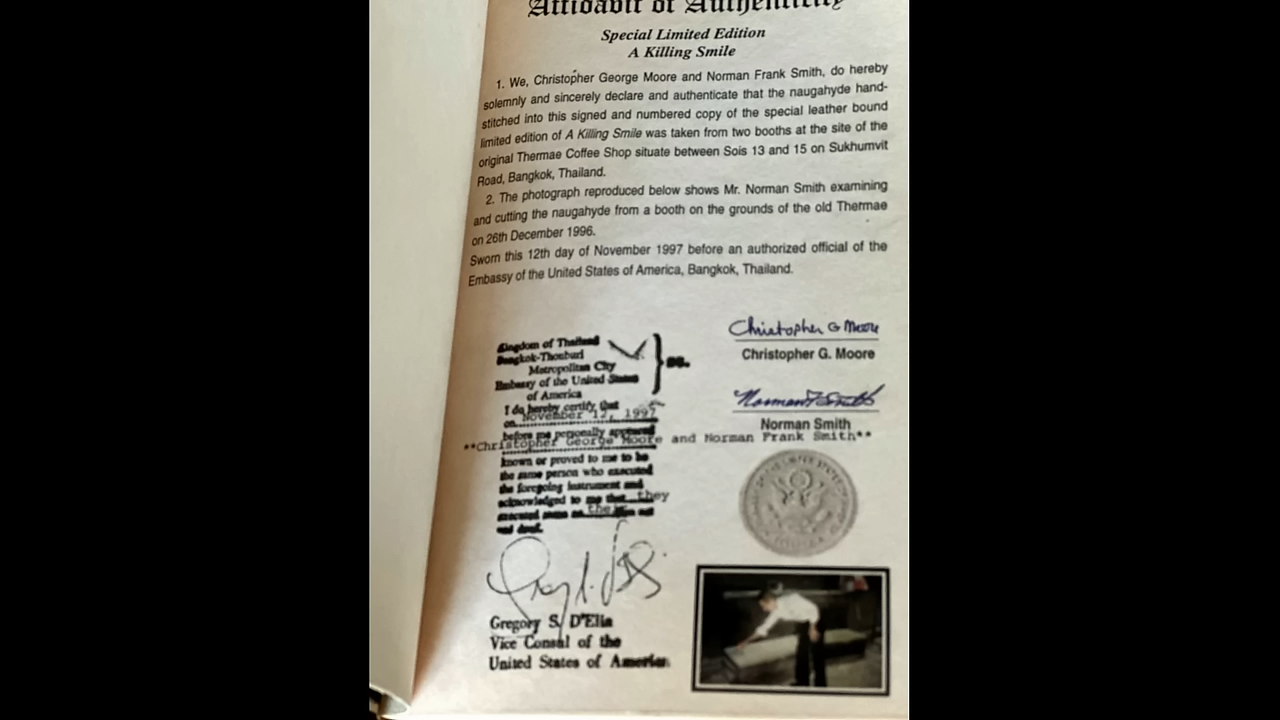 Affidavit of Authenticity
Special Limited Edition
A Killing Smile
1. We, Christopher George Moore and Norman Frank Smith, do hereby
solemnly and sincerely declare and authenticate that the naugahyde hand-
stitched into this signed and numbered copy of the special leather bound
limited edition of A Killing Smile was taken from two booths at the site of the
original Thermae Coffee Shop situate between Sois 13 and 15 on Sukhumvit
Road, Bangkok, Thailand.
2. The photograph reproduced below shows Mr. Norman Smith examining
and cutting the naugahyde from a booth on the grounds of the old Thermae
on 26th December 1996.
Sworn this 12th day of November 1997 before an authorized official of the
Embassy of the United States of America, Bangkok, Thailand.
Christopher G Moore
Christopher G. Moore
Norman F Smith
Norman Smith
Kingdom of Thailand
Bangkok-Thonburi
Metropolitan City
Embassy of the United States
of America
ss.
I do hereby certify that
on November 12, 1997
before me personally appeared
**Christopher George Moore and Norman Frank Smith**
known or proved to me to be
the same person who executed
the foregoing instrument and
acknowledged to me that they
executed same as
and deed.
Gregory S. D'Elia
Vice Consul of the
United States of America